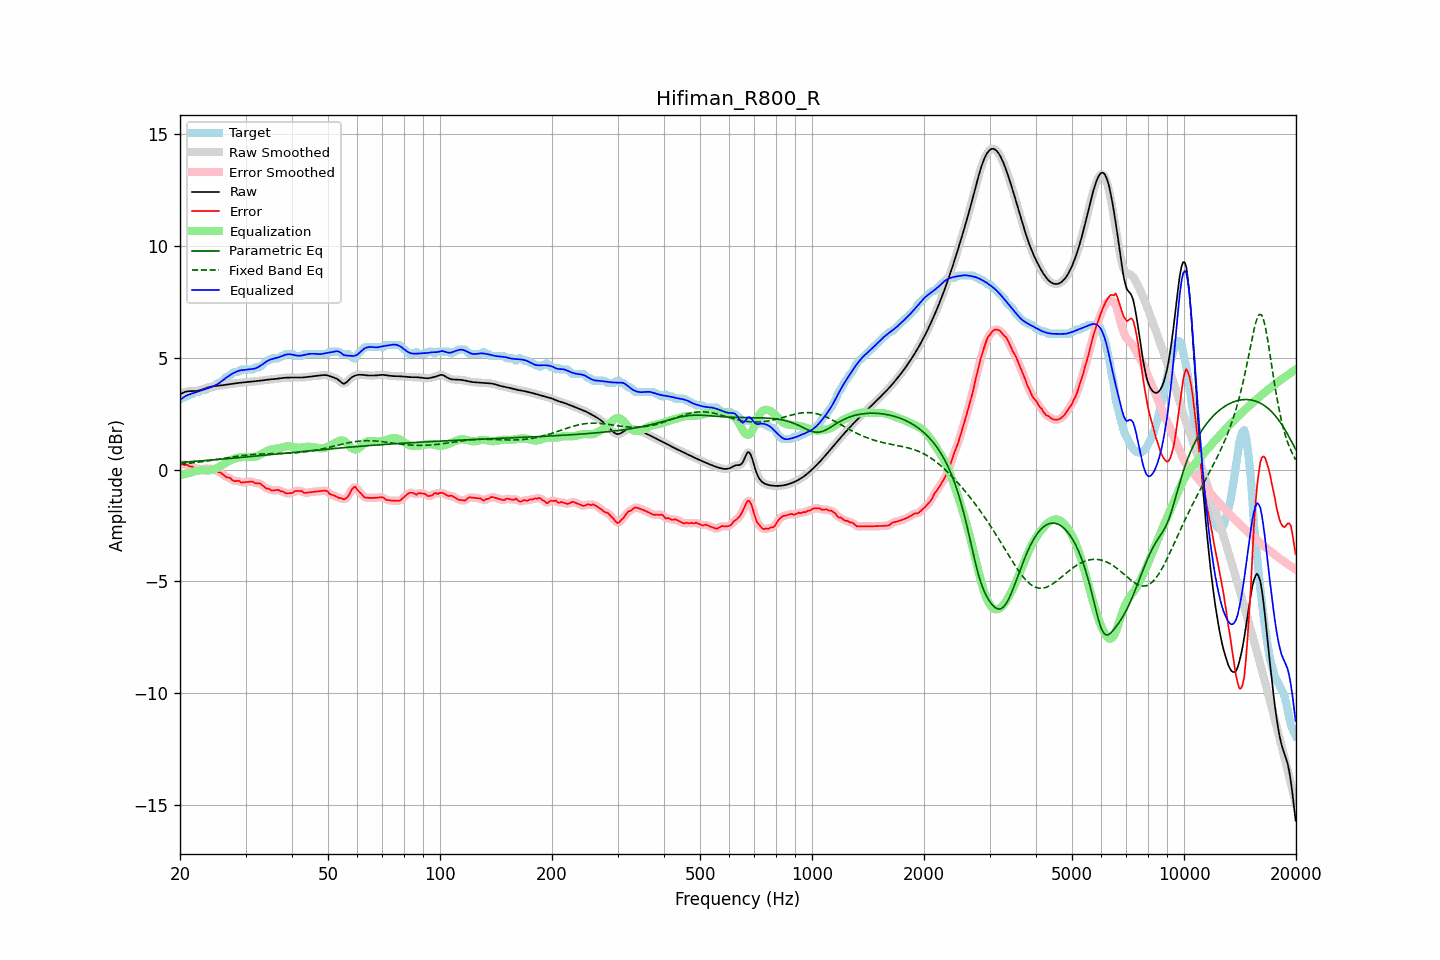 Hifiman_R800_R
Target
Raw Smoothed
Error Smoothed
Raw
Error
Equalization
Parametric Eq
Fixed Band Eq
Equalized
15
10
5
0
−5
−10
−15
Amplitude (dBr)
20
50
100
200
500
1000
2000
5000
10000
20000
Frequency (Hz)